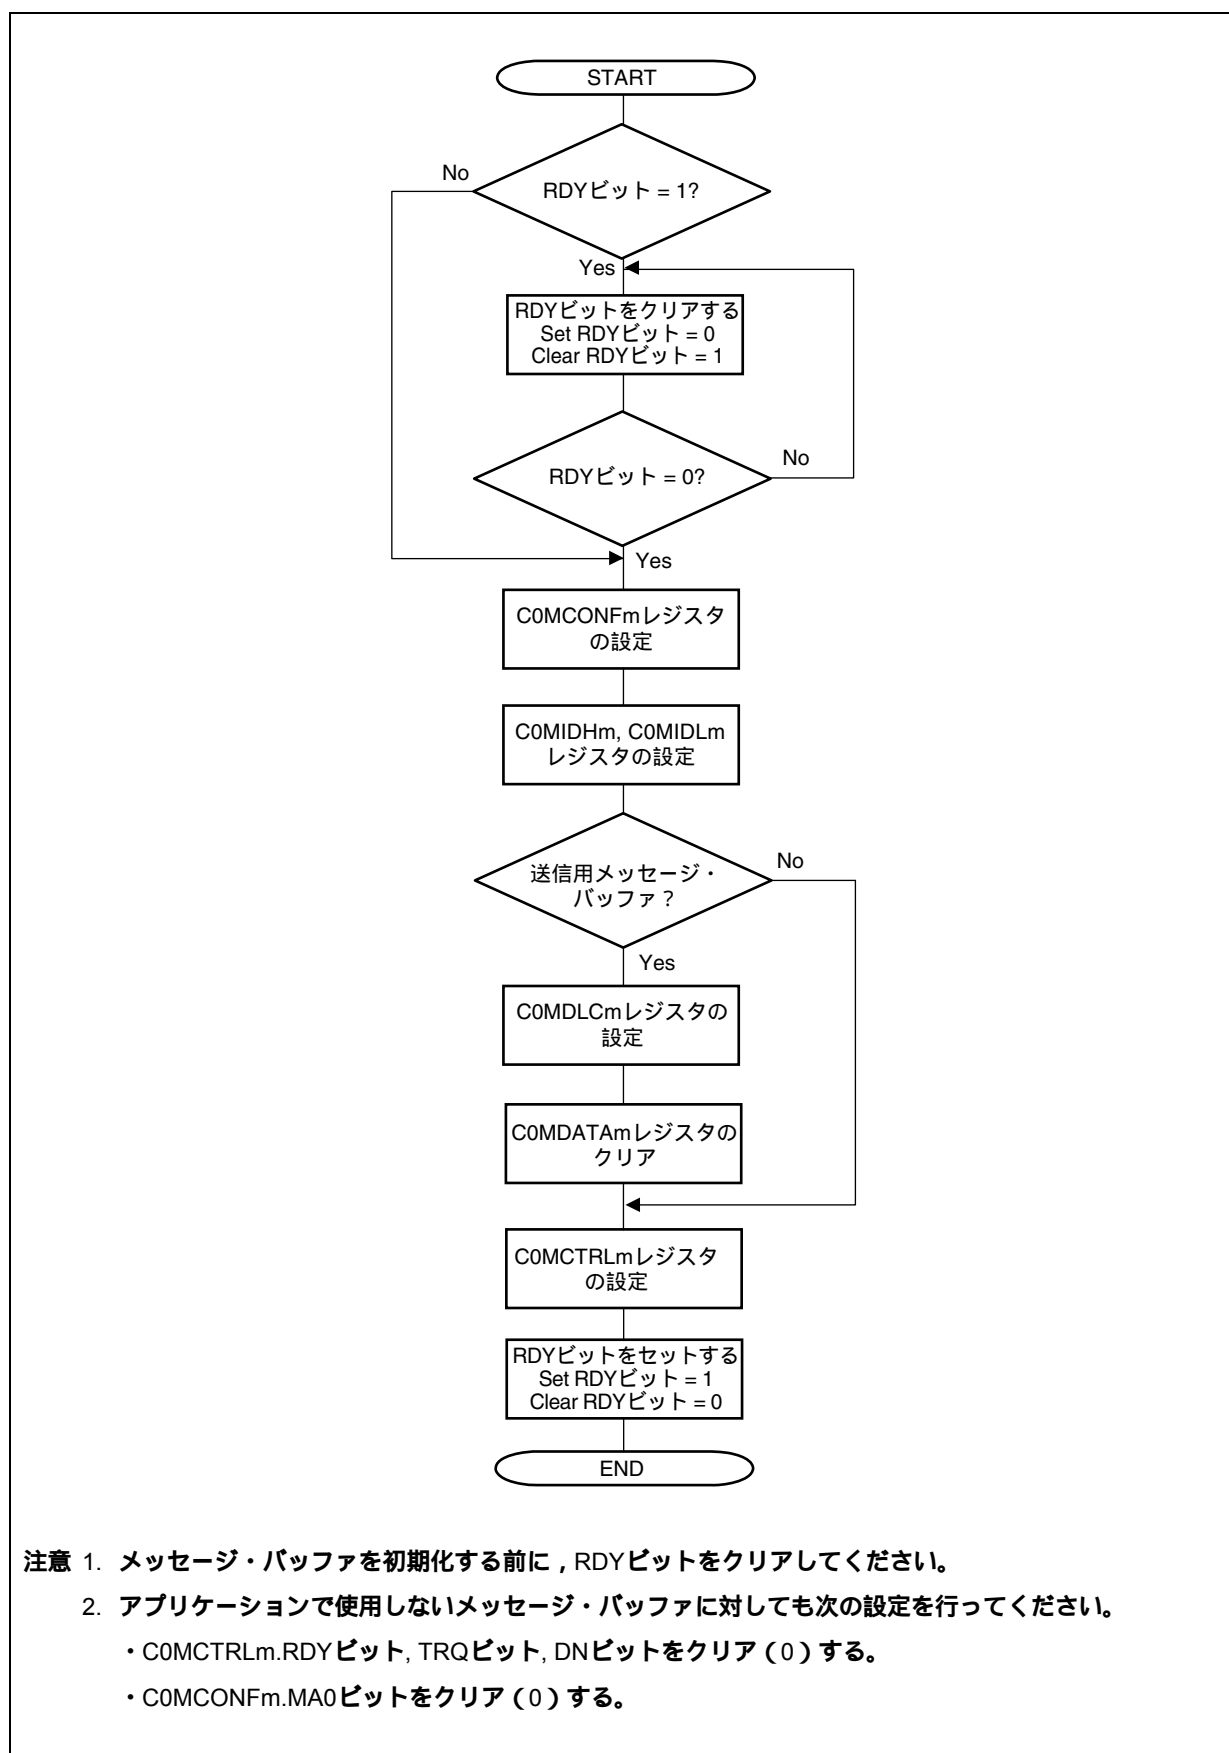 START
No
RDYビット = 1?
Yes
RDYビットをクリアする
Set RDYビット = 0
Clear RDYビット = 1
RDYビット = 0?
No
Yes
C0MCONFmレジスタ
の設定
C0MIDHm, C0MIDLm
レジスタの設定
送信用メッセージ・
バッファ？
No
Yes
C0MDLCmレジスタの
設定
C0MDATAmレジスタの
クリア
C0MCTRLmレジスタ
の設定
RDYビットをセットする
Set RDYビット = 1
Clear RDYビット = 0
END
注意 1. メッセージ・バッファを初期化する前に，RDYビットをクリアしてください。
2. アプリケーションで使用しないメッセージ・バッファに対しても次の設定を行ってください。
・C0MCTRLm.RDYビット, TRQビット, DNビットをクリア（0）する。
・C0MCONFm.MA0ビットをクリア（0）する。